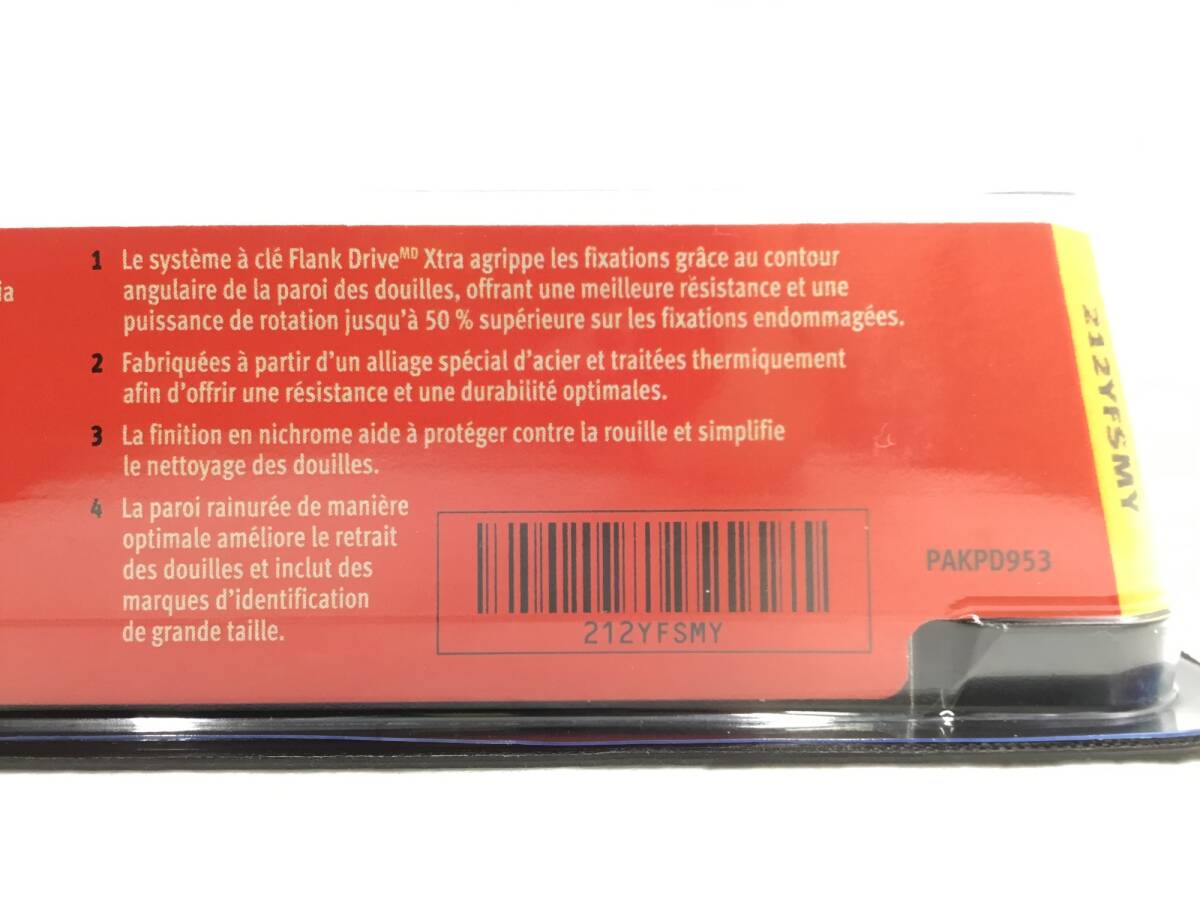 1 Le système à clé Flank Driveᴹᴰ Xtra agrippe les fixations grâce au contour
angulaire de la paroi des douilles, offrant une meilleure résistance et une
puissance de rotation jusqu'à 50 % supérieure sur les fixations endommagées.
2 Fabriquées à partir d'un alliage spécial d'acier et traitées thermiquement
afin d'offrir une résistance et une durabilité optimales.
3 La finition en nichrome aide à protéger contre la rouille et simplifie
le nettoyage des douilles.
4 La paroi rainurée de manière
optimale améliore le retrait
des douilles et inclut des
marques d'identification
de grande taille.
212YFSMY
PAKPD953
212YFSMY